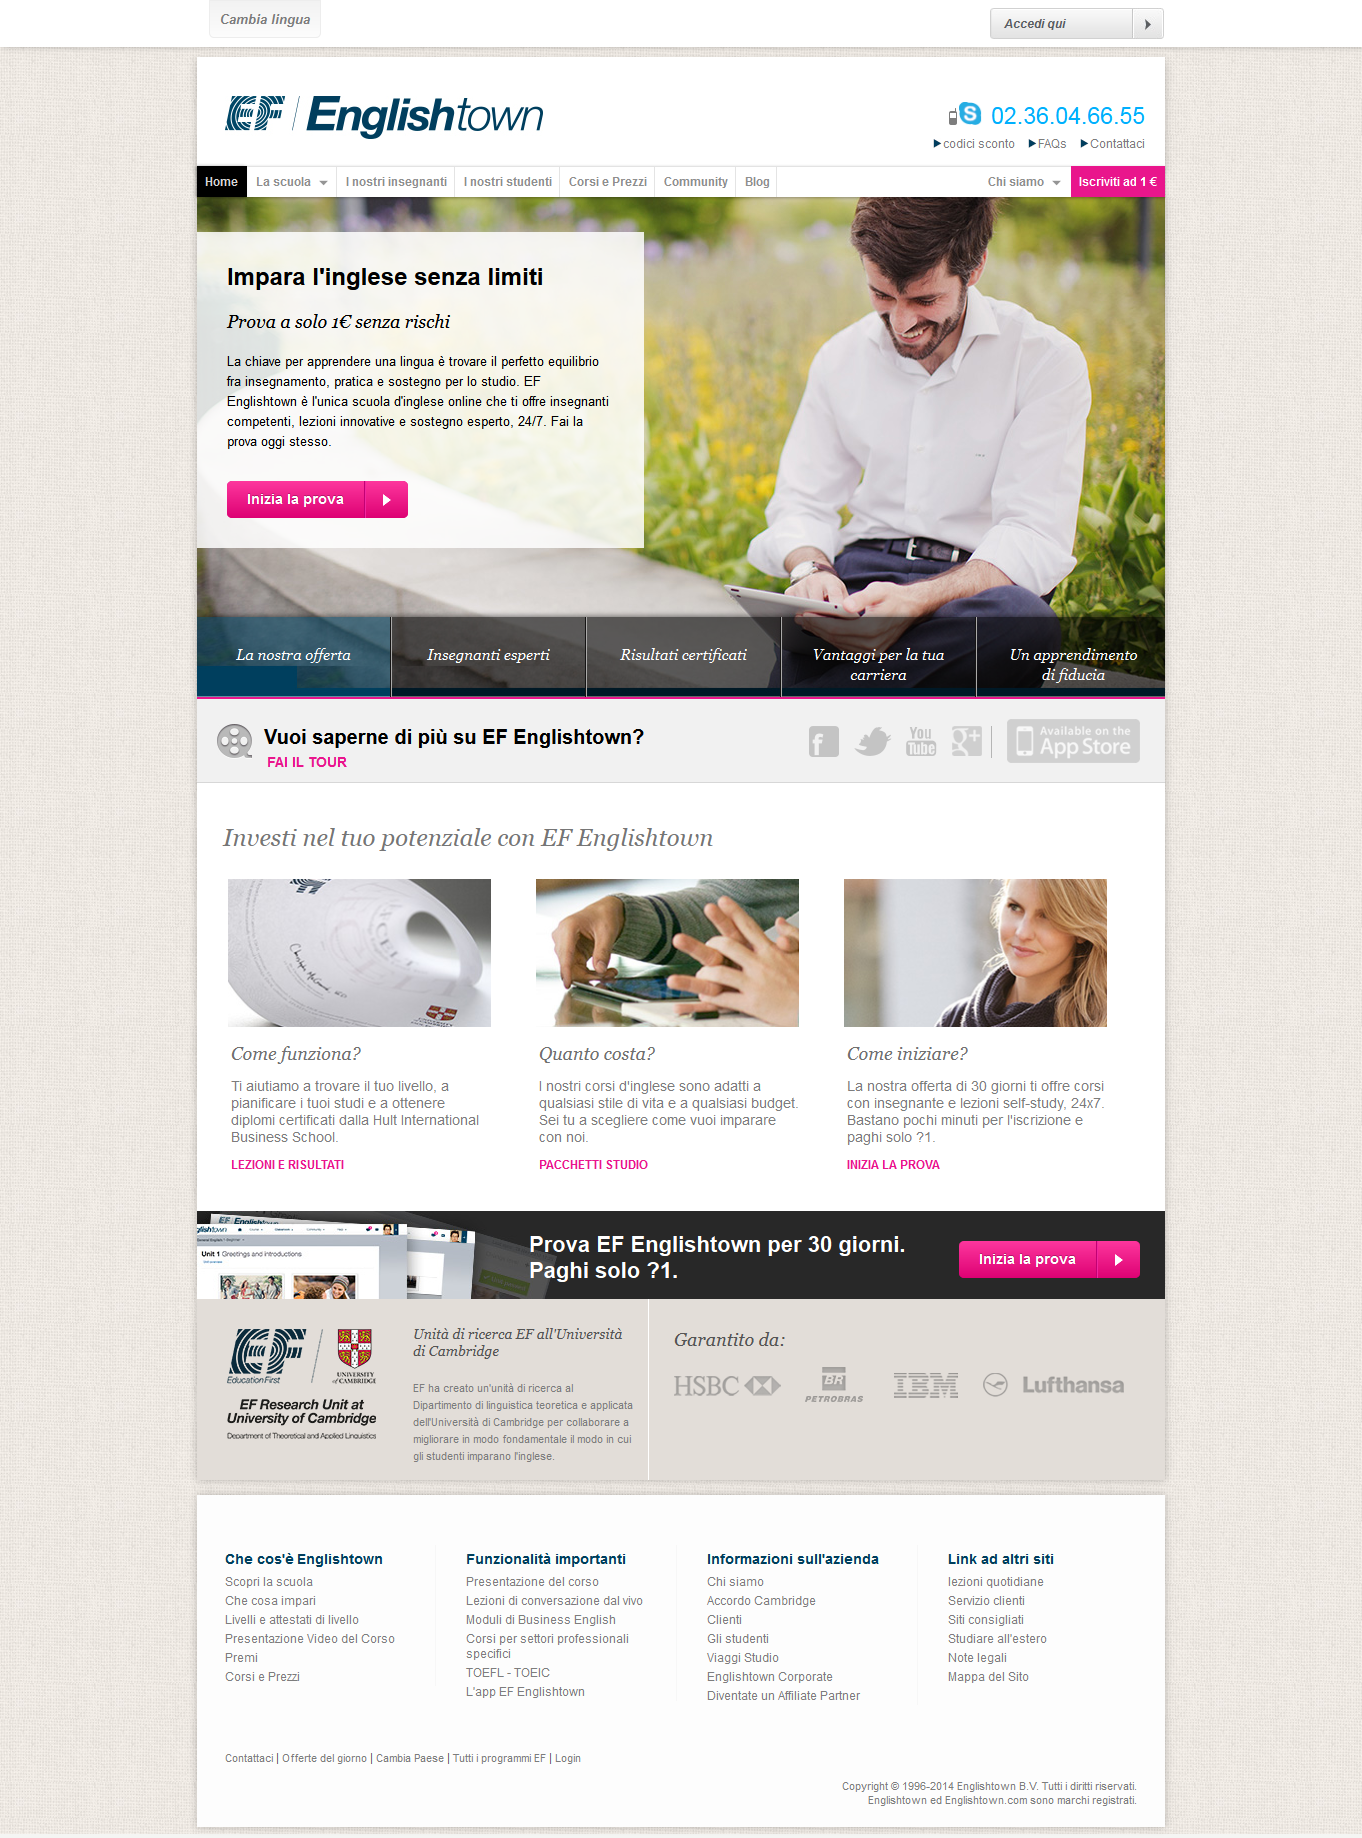 Cambia lingua
Accedi qui
EF Englishtown
02.36.04.66.55
codici sconto FAQs Contattaci
Home La scuola I nostri insegnanti I nostri studenti Corsi e Prezzi Community Blog Chi siamo Iscriviti ad 1 €
Impara l'inglese senza limiti
Prova a solo 1€ senza rischi
La chiave per apprendere una lingua è trovare il perfetto equilibrio
fra insegnamento, pratica e sostegno per lo studio. EF
Englishtown è l'unica scuola d'inglese online che ti offre insegnanti
competenti, lezioni innovative e sostegno esperto, 24/7. Fai la
prova oggi stesso.
Inizia la prova
La nostra offerta
Insegnanti esperti
Risultati certificati
Vantaggi per la tua
carriera
Un apprendimento
di fiducia
Vuoi saperne di più su EF Englishtown?
FAI IL TOUR
You
Tube
Available on the
App Store
Investi nel tuo potenziale con EF Englishtown
Come funziona?
Ti aiutiamo a trovare il tuo livello, a
pianificare i tuoi studi e a ottenere
diplomi certificati dalla Hult International
Business School.
LEZIONI E RISULTATI
Quanto costa?
I nostri corsi d'inglese sono adatti a
qualsiasi stile di vita e a qualsiasi budget.
Sei tu a scegliere come vuoi imparare
con noi.
PACCHETTI STUDIO
Come iniziare?
La nostra offerta di 30 giorni ti offre corsi
con insegnante e lezioni self-study, 24x7.
Bastano pochi minuti per l'iscrizione e
paghi solo ?1.
INIZIA LA PROVA
Unit 1 Greetings and introductions
Prova EF Englishtown per 30 giorni.
Paghi solo ?1.
Inizia la prova
EF
Education First
UNIVERSITY
OF CAMBRIDGE
EF Research Unit at
University of Cambridge
Department of Theoretical and Applied Linguistics
Unità di ricerca EF all'Università
di Cambridge
EF ha creato un'unità di ricerca al
Dipartimento di linguistica teoretica e applicata
dell'Università di Cambridge per collaborare a
migliorare in modo fondamentale il modo in cui
gli studenti imparano l'inglese.
Garantito da:
HSBC
BR
PETROBRAS
IBM
Lufthansa
Che cos'è Englishtown
Scopri la scuola
Che cosa impari
Livelli e attestati di livello
Presentazione Video del Corso
Premi
Corsi e Prezzi
Funzionalità importanti
Presentazione del corso
Lezioni di conversazione dal vivo
Moduli di Business English
Corsi per settori professionali
specifici
TOEFL - TOEIC
L'app EF Englishtown
Informazioni sull'azienda
Chi siamo
Accordo Cambridge
Clienti
Gli studenti
Viaggi Studio
Englishtown Corporate
Diventate un Affiliate Partner
Link ad altri siti
lezioni quotidiane
Servizio clienti
Siti consigliati
Studiare all'estero
Note legali
Mappa del Sito
Contattaci | Offerte del giorno | Cambia Paese | Tutti i programmi EF | Login
Copyright © 1996-2014 Englishtown B.V. Tutti i diritti riservati.
Englishtown ed Englishtown.com sono marchi registrati.